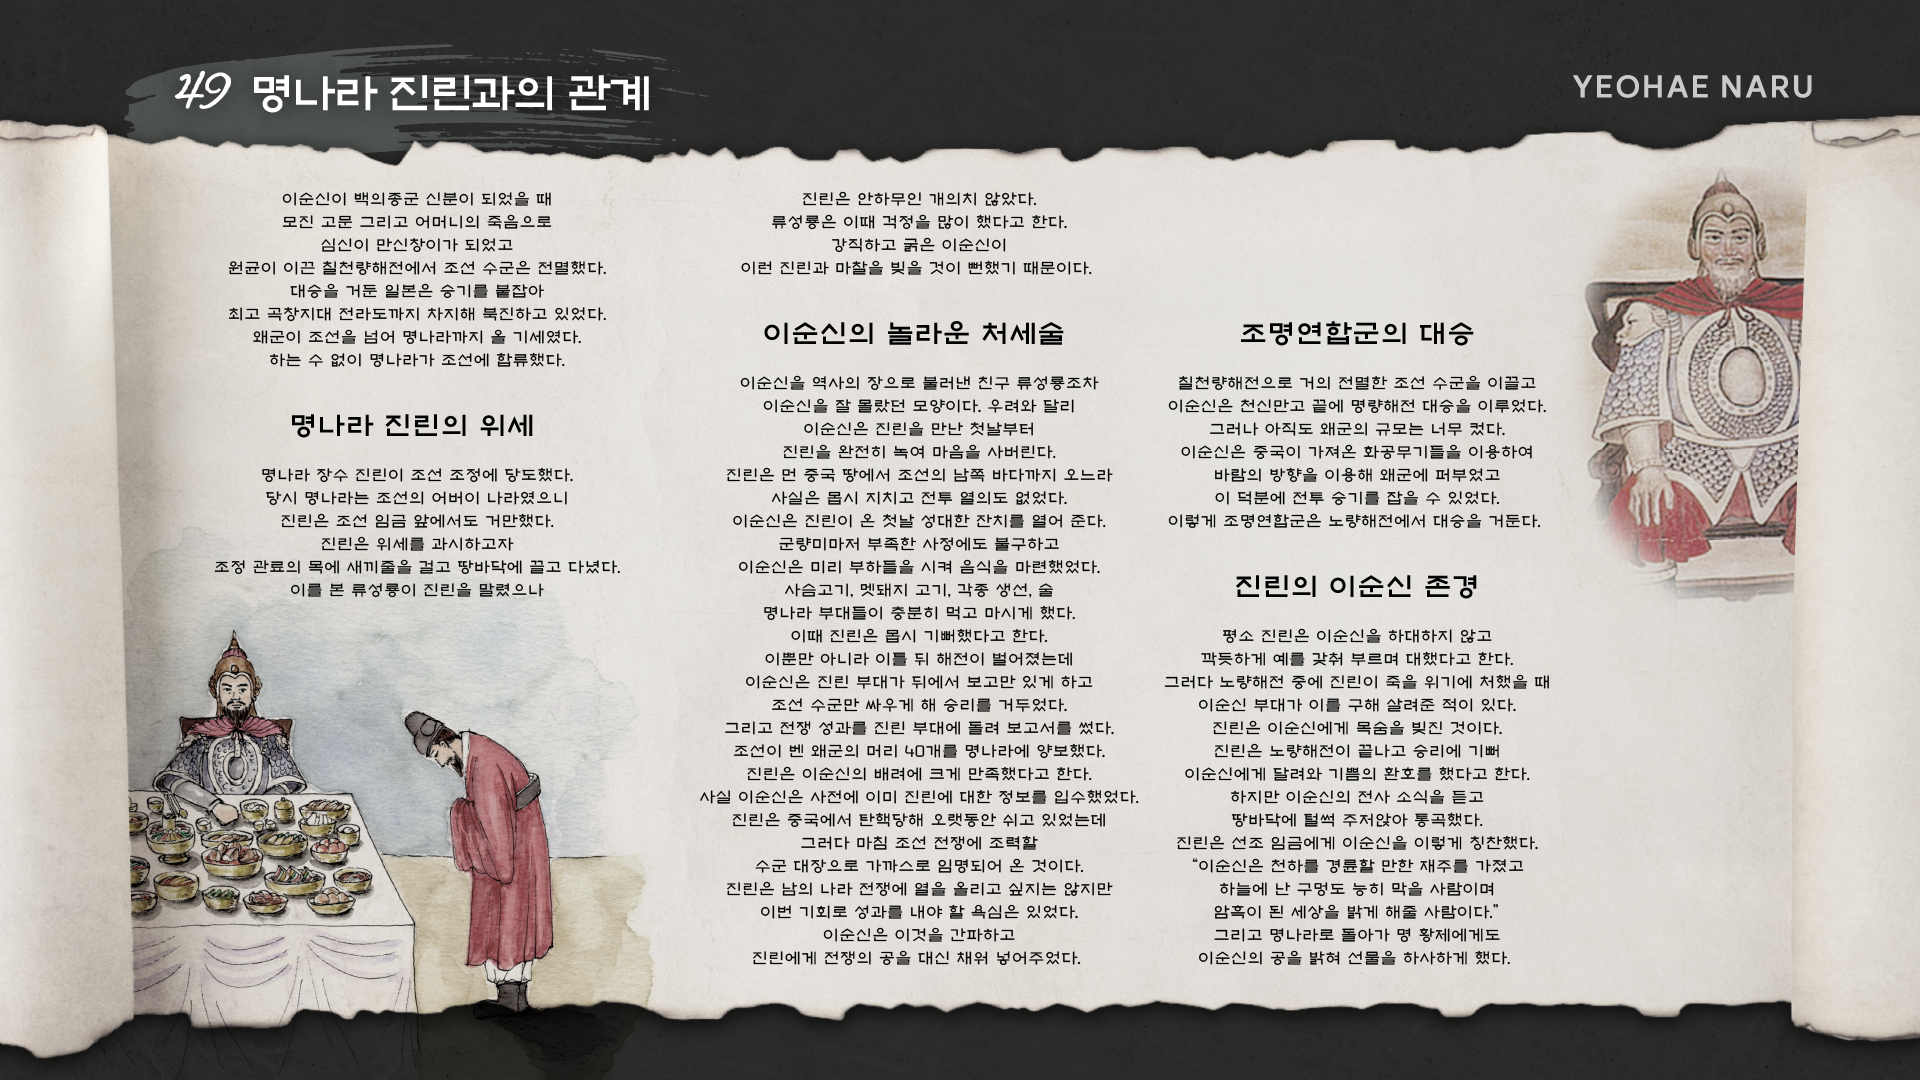 49 명나라 진린과의 관계
YEOHAE NARU
이순신이 백의종군 신분이 되었을 때
모진 고문 그리고 어머니의 죽음으로
심신이 만신창이가 되었고
원균이 이끈 칠천량해전에서 조선 수군은 전멸했다.
대승을 거둔 일본은 승기를 붙잡아
최고 곡창지대 전라도까지 차지해 북진하고 있었다.
왜군이 조선을 넘어 명나라까지 올 기세였다.
하는 수 없이 명나라가 조선에 합류했다.
명나라 진린의 위세
명나라 장수 진린이 조선 조정에 당도했다.
당시 명나라는 조선의 어버이 나라였으니
진린은 조선 임금 앞에서도 거만했다.
진린은 위세를 과시하고자
조정 관료의 목에 새끼줄을 걸고 땅바닥에 끌고 다녔다.
이를 본 류성룡이 진린을 말렸으나
진린은 안하무인 개의치 않았다.
류성룡은 이때 걱정을 많이 했다고 한다.
강직하고 굵은 이순신이
이런 진린과 마찰을 빚을 것이 뻔했기 때문이다.
이순신의 놀라운 처세술
이순신을 역사의 장으로 불러낸 친구 류성룡조차
이순신을 잘 몰랐던 모양이다. 우려와 달리
이순신은 진린을 만난 첫날부터
진린을 완전히 녹여 마음을 사버린다.
진린은 먼 중국 땅에서 조선의 남쪽 바다까지 오느라
사실은 몹시 지치고 전투 열의도 없었다.
이순신은 진린이 온 첫날 성대한 잔치를 열어 준다.
군량미마저 부족한 사정에도 불구하고
이순신은 미리 부하들을 시켜 음식을 마련했었다.
사슴고기, 멧돼지 고기, 각종 생선, 술
명나라 부대들이 충분히 먹고 마시게 했다.
이때 진린은 몹시 기뻐했다고 한다.
이뿐만 아니라 이틀 뒤 해전이 벌어졌는데
이순신은 진린 부대가 뒤에서 보고만 있게 하고
조선 수군만 싸우게 해 승리를 거두었다.
그리고 전쟁 성과를 진린 부대에 돌려 보고서를 썼다.
조선이 벤 왜군의 머리 40개를 명나라에 양보했다.
진린은 이순신의 배려에 크게 만족했다고 한다.
사실 이순신은 사전에 이미 진린에 대한 정보를 입수했었다.
진린은 중국에서 탄핵당해 오랫동안 쉬고 있었는데
그러다 마침 조선 전쟁에 조력할
수군 대장으로 가까스로 임명되어 온 것이다.
진린은 남의 나라 전쟁에 열을 올리고 싶지는 않지만
이번 기회로 성과를 내야 할 욕심은 있었다.
이순신은 이것을 간파하고
진린에게 전쟁의 공을 대신 채워 넣어주었다.
조명연합군의 대승
칠천량해전으로 거의 전멸한 조선 수군을 이끌고
이순신은 천신만고 끝에 명량해전 대승을 이루었다.
그러나 아직도 왜군의 규모는 너무 컸다.
이순신은 중국이 가져온 화공무기들을 이용하여
바람의 방향을 이용해 왜군에 퍼부었고
이 덕분에 전투 승기를 잡을 수 있었다.
이렇게 조명연합군은 노량해전에서 대승을 거둔다.
진린의 이순신 존경
평소 진린은 이순신을 하대하지 않고
깍듯하게 예를 갖춰 부르며 대했다고 한다.
그러다 노량해전 중에 진린이 죽을 위기에 처했을 때
이순신 부대가 이를 구해 살려준 적이 있다.
진린은 이순신에게 목숨을 빚진 것이다.
진린은 노량해전이 끝나고 승리에 기뻐
이순신에게 달려와 기쁨의 환호를 했다고 한다.
하지만 이순신의 전사 소식을 듣고
땅바닥에 털썩 주저앉아 통곡했다.
진린은 선조 임금에게 이순신을 이렇게 칭찬했다.
“이순신은 천하를 경륜할 만한 재주를 가졌고
하늘에 난 구멍도 능히 막을 사람이며
암흑이 된 세상을 밝게 해줄 사람이다.”
그리고 명나라로 돌아가 명 황제에게도
이순신의 공을 밝혀 선물을 하사하게 했다.